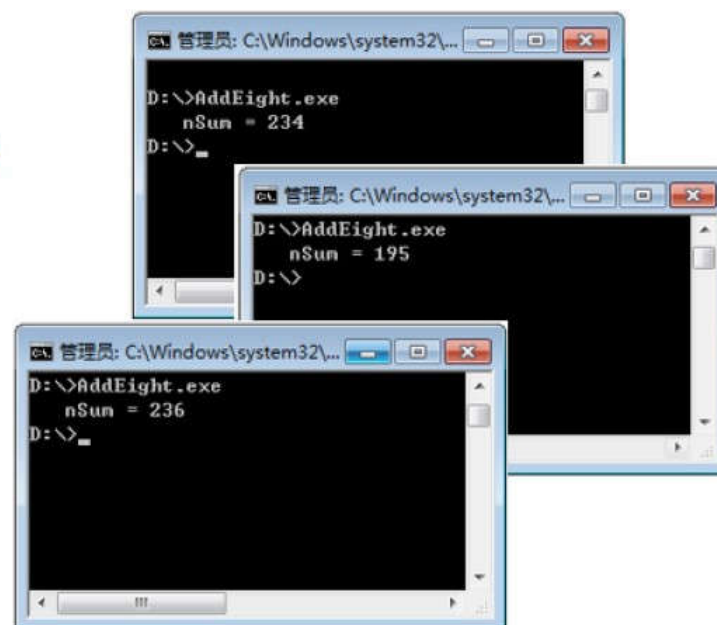 管理员: C:\Windows\system32\...
D:\>AddEight.exe
nSum = 234
D:\>_
管理员: C:\Windows\system32\...
D:\>AddEight.exe
nSum = 195
D:\>
管理员: C:\Windows\system32\...
D:\>AddEight.exe
nSum = 236
D:\>_